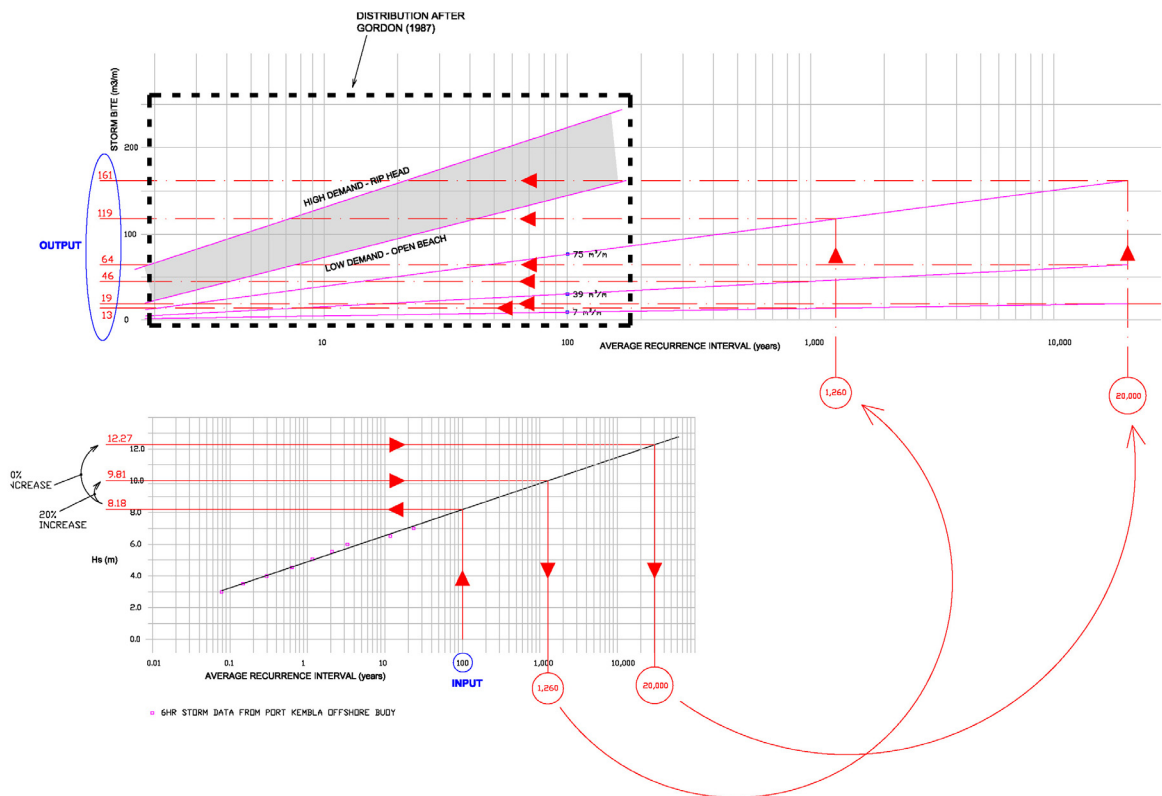 DISTRIBUTION AFTER
GORDON (1987)
STORM BITE (m3/m)
200
161
119
100
64
46
19
0
13
OUTPUT
HIGH DEMAND - RIP HEAD
LOW DEMAND - OPEN BEACH
75 m³/m
39 m³/m
7 m³/m
10
100
1,000
10,000
AVERAGE RECURRENCE INTERVAL (years)
1,260
20,000
12.27
12.0
9.81
10.0
8.18
8.0
6.0
4.0
2.0
0.0
0%
NCREASE
20%
INCREASE
Hs (m)
0.01
0.1
1
10
100
1,000
10,000
AVERAGE RECURRENCE INTERVAL (years)
INPUT
1,260
20,000
6HR STORM DATA FROM PORT KEMBLA OFFSHORE BUOY